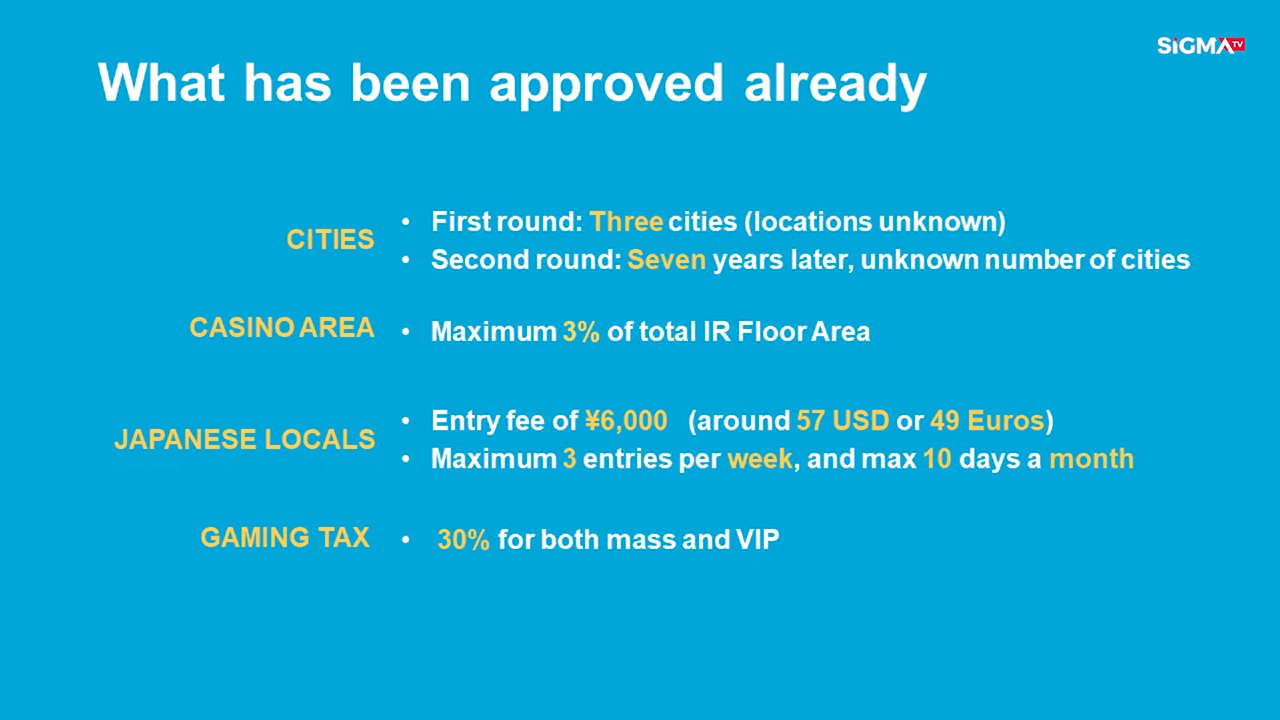 SiGMA TV
What has been approved already
CITIES
• First round: Three cities (locations unknown)
• Second round: Seven years later, unknown number of cities
CASINO AREA
• Maximum 3% of total IR Floor Area
JAPANESE LOCALS
• Entry fee of ¥6,000 (around 57 USD or 49 Euros)
• Maximum 3 entries per week, and max 10 days a month
GAMING TAX
• 30% for both mass and VIP